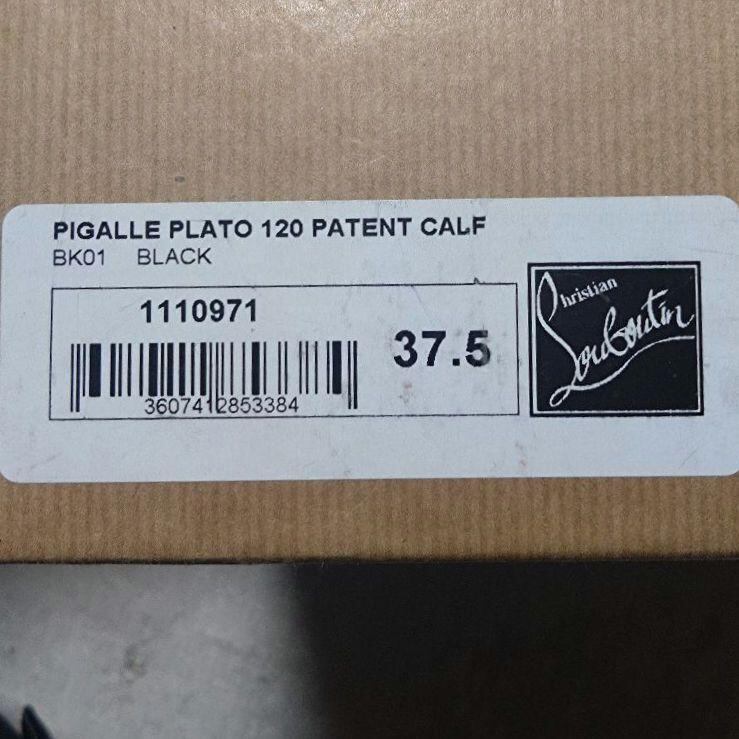 PIGALLE PLATO 120 PATENT CALF
BK01 BLACK
1110971
37.5
3607412853384
Christian
Louboutin